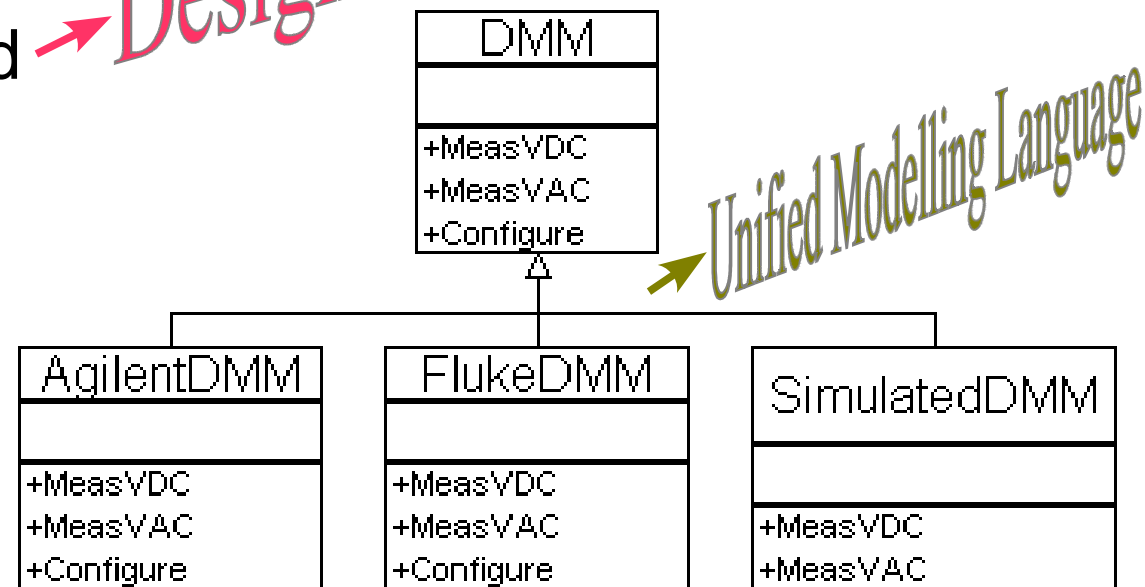 Design
d
DMM
+MeasVDC
+MeasVAC
+Configure
Unified Modelling Language
AgilentDMM
+MeasVDC
+MeasVAC
+Configure
FlukeDMM
+MeasVDC
+MeasVAC
+Configure
SimulatedDMM
+MeasVDC
+MeasVAC